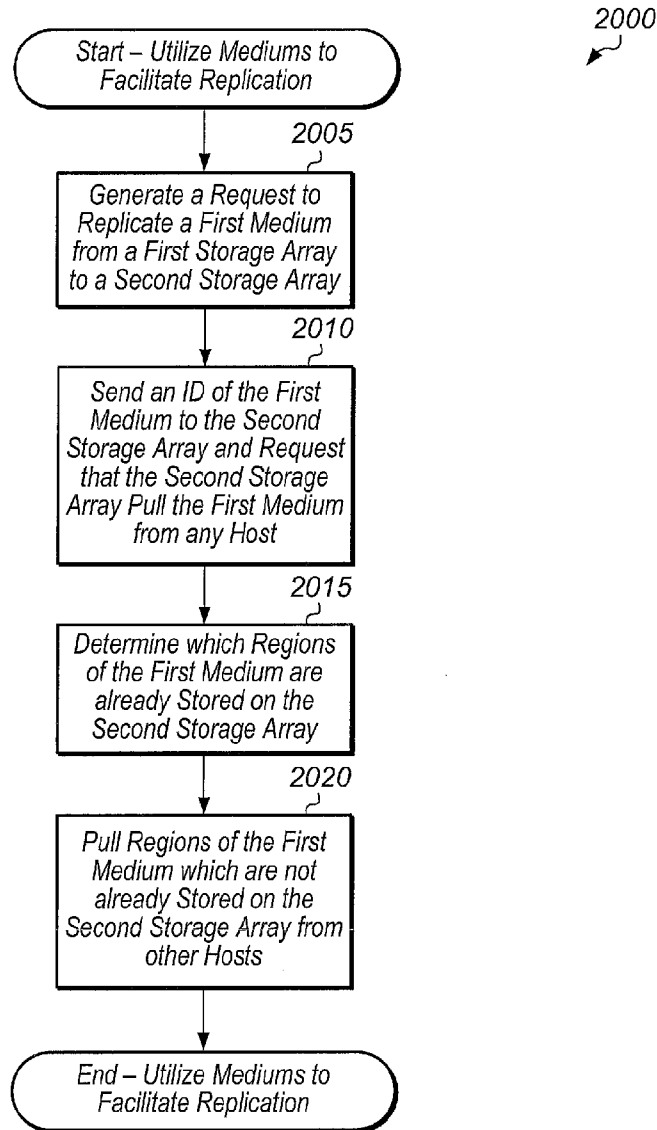 2000
Start – Utilize Mediums to
Facilitate Replication
2005
Generate a Request to
Replicate a First Medium
from a First Storage Array
to a Second Storage Array
2010
Send an ID of the First
Medium to the Second
Storage Array and Request
that the Second Storage
Array Pull the First Medium
from any Host
2015
Determine which Regions
of the First Medium are
already Stored on the
Second Storage Array
2020
Pull Regions of the First
Medium which are not
already Stored on the
Second Storage Array from
other Hosts
End – Utilize Mediums to
Facilitate Replication